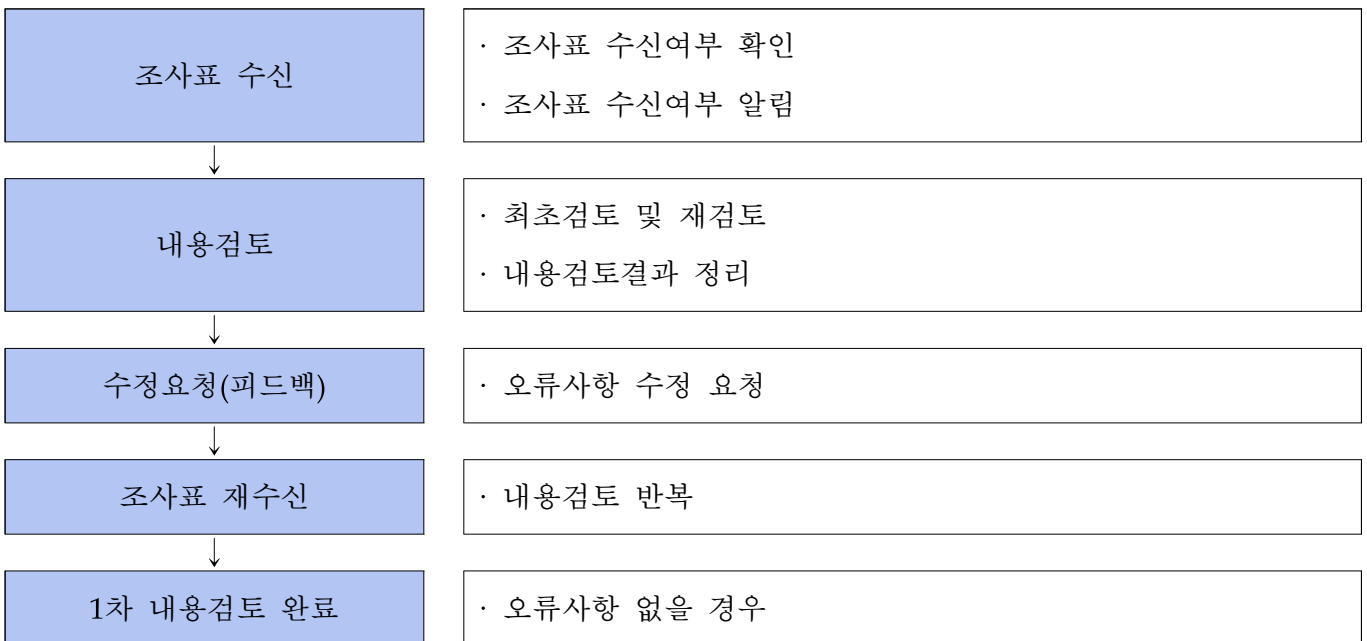 조사표 수신
· 조사표 수신여부 확인
· 조사표 수신여부 알림
내용검토
· 최초검토 및 재검토
· 내용검토결과 정리
수정요청(피드백)
· 오류사항 수정 요청
조사표 재수신
· 내용검토 반복
1차 내용검토 완료
· 오류사항 없을 경우